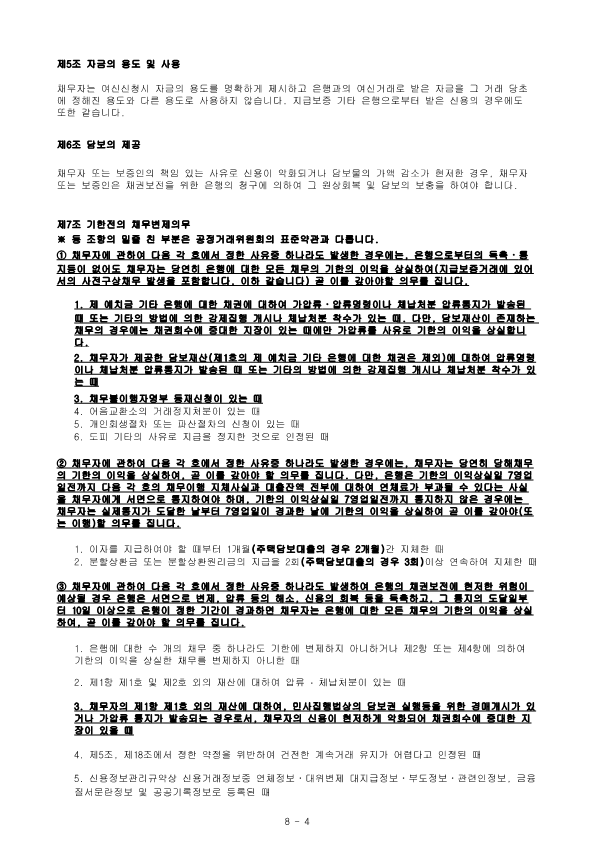 제5조 자금의 용도 및 사용
채무자는 여신신청시 자금의 용도를 명확하게 제시하고 은행과의 여신거래로 받은 자금을 그 거래 당초
에 정해진 용도와 다른 용도로 사용하지 않습니다. 지급보증 기타 은행으로부터 받은 신용의 경우에도
또한 같습니다.
제6조 담보의 제공
채무자 또는 보증인의 책임 있는 사유로 신용이 악화되거나 담보물의 가액 감소가 현저한 경우, 채무자
또는 보증인은 채권보전을 위한 은행의 청구에 의하여 그 원상회복 및 담보의 보충을 하여야 합니다.
제7조 기한전의 채무변제의무
※ 동 조항의 밑줄 친 부분은 공정거래위원회의 표준약관과 다릅니다.
① 채무자에 관하여 다음 각 호에서 정한 사유중 하나라도 발생한 경우에는, 은행으로부터의 독촉ㆍ통
지등이 없어도 채무자는 당연히 은행에 대한 모든 채무의 기한의 이익을 상실하여(지급보증거래에 있어
서의 사전구상채무 발생을 포함합니다. 이하 같습니다) 곧 이를 갚아야할 의무를 집니다.
1. 제 예치금 기타 은행에 대한 채권에 대하여 가압류ㆍ압류명령이나 체납처분 압류통지가 발송된
때 또는 기타의 방법에 의한 강제집행 개시나 체납처분 착수가 있는 때. 다만, 담보재산이 존재하는
채무의 경우에는 채권회수에 중대한 지장이 있는 때에만 가압류를 사유로 기한의 이익을 상실합니
다.
2. 채무자가 제공한 담보재산(제1호의 제 예치금 기타 은행에 대한 채권은 제외)에 대하여 압류명령
이나 체납처분 압류통지가 발송된 때 또는 기타의 방법에 의한 강제집행 개시나 체납처분 착수가 있
는 때
3. 채무불이행자명부 등재신청이 있는 때
4. 어음교환소의 거래정지처분이 있는 때
5. 개인회생절차 또는 파산절차의 신청이 있는 때
6. 도피 기타의 사유로 지급을 정지한 것으로 인정된 때
② 채무자에 관하여 다음 각 호에서 정한 사유중 하나라도 발생한 경우에는, 채무자는 당연히 당해채무
의 기한의 이익을 상실하여, 곧 이를 갚아야 할 의무를 집니다. 다만, 은행은 기한의 이익상실일 7영업
일전까지 다음 각 호의 채무이행 지체사실과 대출잔액 전부에 대하여 연체료가 부과될 수 있다는 사실
을 채무자에게 서면으로 통지하여야 하며, 기한의 이익상실일 7영업일전까지 통지하지 않은 경우에는
채무자는 실제통지가 도달한 날부터 7영업일이 경과한 날에 기한의 이익을 상실하여 곧 이를 갚아야(또
는 이행)할 의무를 집니다.
1. 이자를 지급하여야 할 때부터 1개월(주택담보대출의 경우 2개월)간 지체한 때
2. 분할상환금 또는 분할상환원리금의 지급을 2회(주택담보대출의 경우 3회)이상 연속하여 지체한 때
③ 채무자에 관하여 다음 각 호에서 정한 사유중 하나라도 발생하여 은행의 채권보전에 현저한 위험이
예상될 경우 은행은 서면으로 변제, 압류 등의 해소, 신용의 회복 등을 독촉하고, 그 통지의 도달일부
터 10일 이상으로 은행이 정한 기간이 경과하면 채무자는 은행에 대한 모든 채무의 기한의 이익을 상실
하여, 곧 이를 갚아야 할 의무를 집니다.
1. 은행에 대한 수 개의 채무 중 하나라도 기한에 변제하지 아니하거나 제2항 또는 제4항에 의하여
기한의 이익을 상실한 채무를 변제하지 아니한 때
2. 제1항 제1호 및 제2호 외의 재산에 대하여 압류ㆍ체납처분이 있는 때
3. 채무자의 제1항 제1호 외의 재산에 대하여, 민사집행법상의 담보권 실행등을 위한 경매개시가 있
거나 가압류 통지가 발송되는 경우로서, 채무자의 신용이 현저하게 악화되어 채권회수에 중대한 지
장이 있을 때
4. 제5조, 제18조에서 정한 약정을 위반하여 건전한 계속거래 유지가 어렵다고 인정된 때
5. 신용정보관리규약상 신용거래정보중 연체정보ㆍ대위변제 대지급정보ㆍ부도정보ㆍ관련인정보, 금융
질서문란정보 및 공공기록정보로 등록된 때
8 - 4